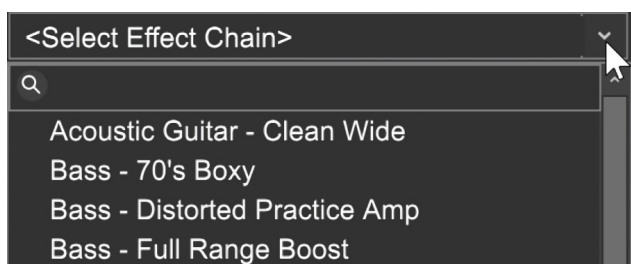 <Select Effect Chain>
Acoustic Guitar - Clean Wide
Bass - 70's Boxy
Bass - Distorted Practice Amp
Bass - Full Range Boost